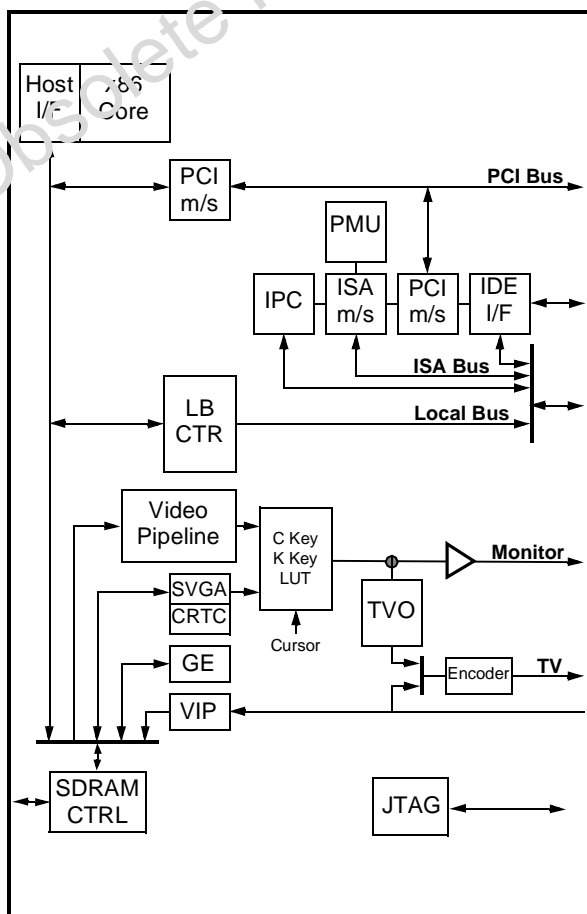 Obsolete
Host
I/F
x86
Core
PCI
m/s
PCI Bus
PMU
IPC
ISA
m/s
PCI
m/s
IDE
I/F
ISA Bus
LB
CTR
Local Bus
Video
Pipeline
C Key
K Key
LUT
Monitor
SVGA
CRTC
TVO
Cursor
GE
Encoder
TV
VIP
SDRAM
CTRL
JTAG